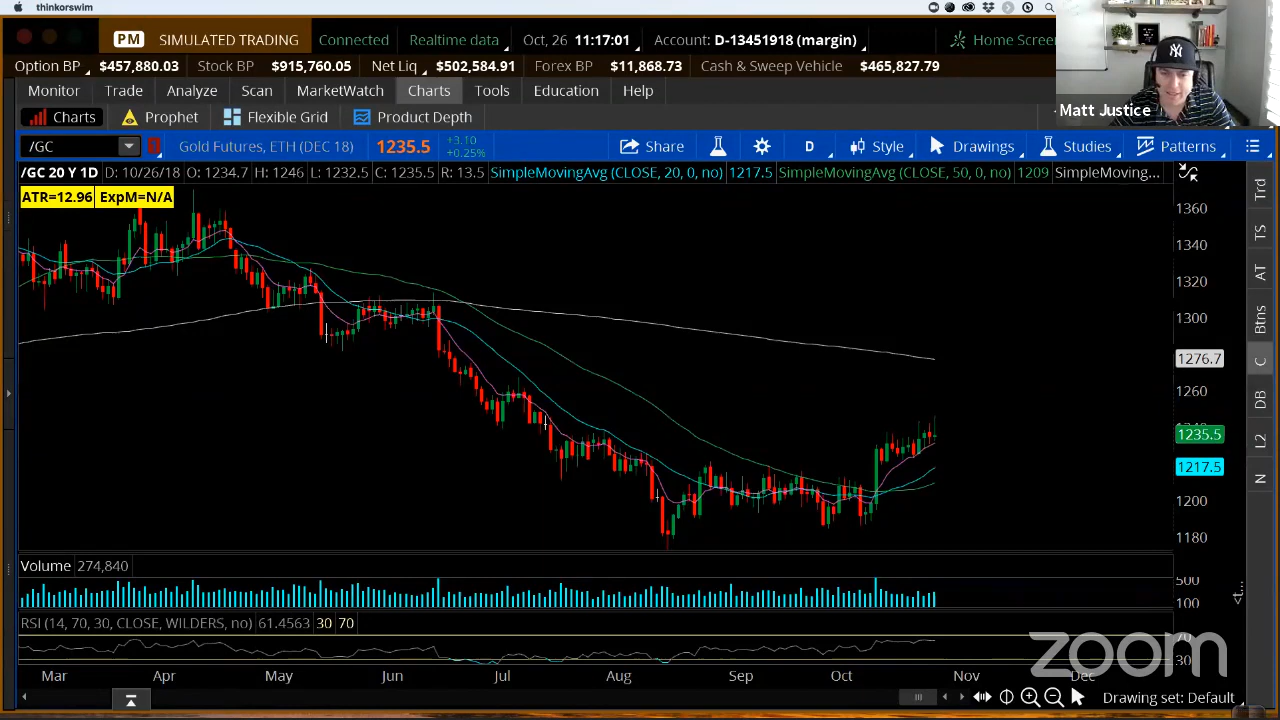 thinkorswim
PM SIMULATED TRADING Connected Realtime data Oct, 26 11:17:01 Account: D-13451918 (margin) Home Scree
Option BP $457,880.03 Stock BP $915,760.05 Net Liq $502,584.91 Forex BP $11,868.73 Cash & Sweep Vehicle $465,827.79
Monitor Trade Analyze Scan MarketWatch Charts Tools Education Help
Matt Justice
Charts Prophet Flexible Grid Product Depth
/GC Gold Futures, ETH (DEC 18) 1235.5 +3.10 +0.25% Share D Style Drawings Studies Patterns
/GC 20 Y 1D D: 10/26/18 O: 1234.7 H: 1246 L: 1232.5 C: 1235.5 R: 13.5 SimpleMovingAvg (CLOSE, 20, 0, no) 1217.5 SimpleMovingAvg (CLOSE, 50, 0, no) 1209 SimpleMoving...
ATR=12.96 ExpM=N/A
1360
1340
1320
1300
1276.7
1260
1235.5
1217.5
1200
1180
Trd
TS
AT
Btns
C
DB
L2
N
Volume 274,840
500
100
<t...
RSI (14, 70, 30, CLOSE, WILDERS, no) 61.4563 30 70
70
30
zoom
Mar Apr May Jun Jul Aug Sep Oct Nov Dec
Drawing set: Default